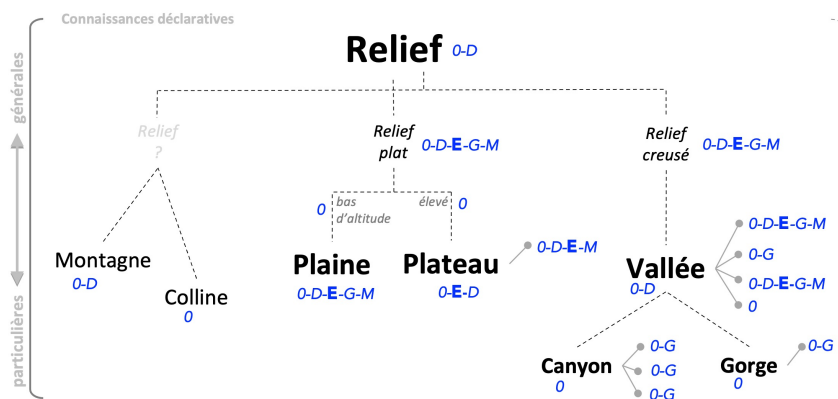 Connaissances déclaratives
générales
particulières
Relief 0-D
Relief
?
Relief
plat
0-D-E-G-M
Relief
creusé
0-D-E-G-M
0
bas
d'altitude
élevé
0
Montagne
0-D
Colline
0
Plaine
0-D-E-G-M
Plateau
0-E-D
0-D-E-M
Vallée
0-D
0-D-E-G-M
0-G
0-D-E-G-M
0
Canyon
0
0-G
0-G
0-G
Gorge
0
0-G